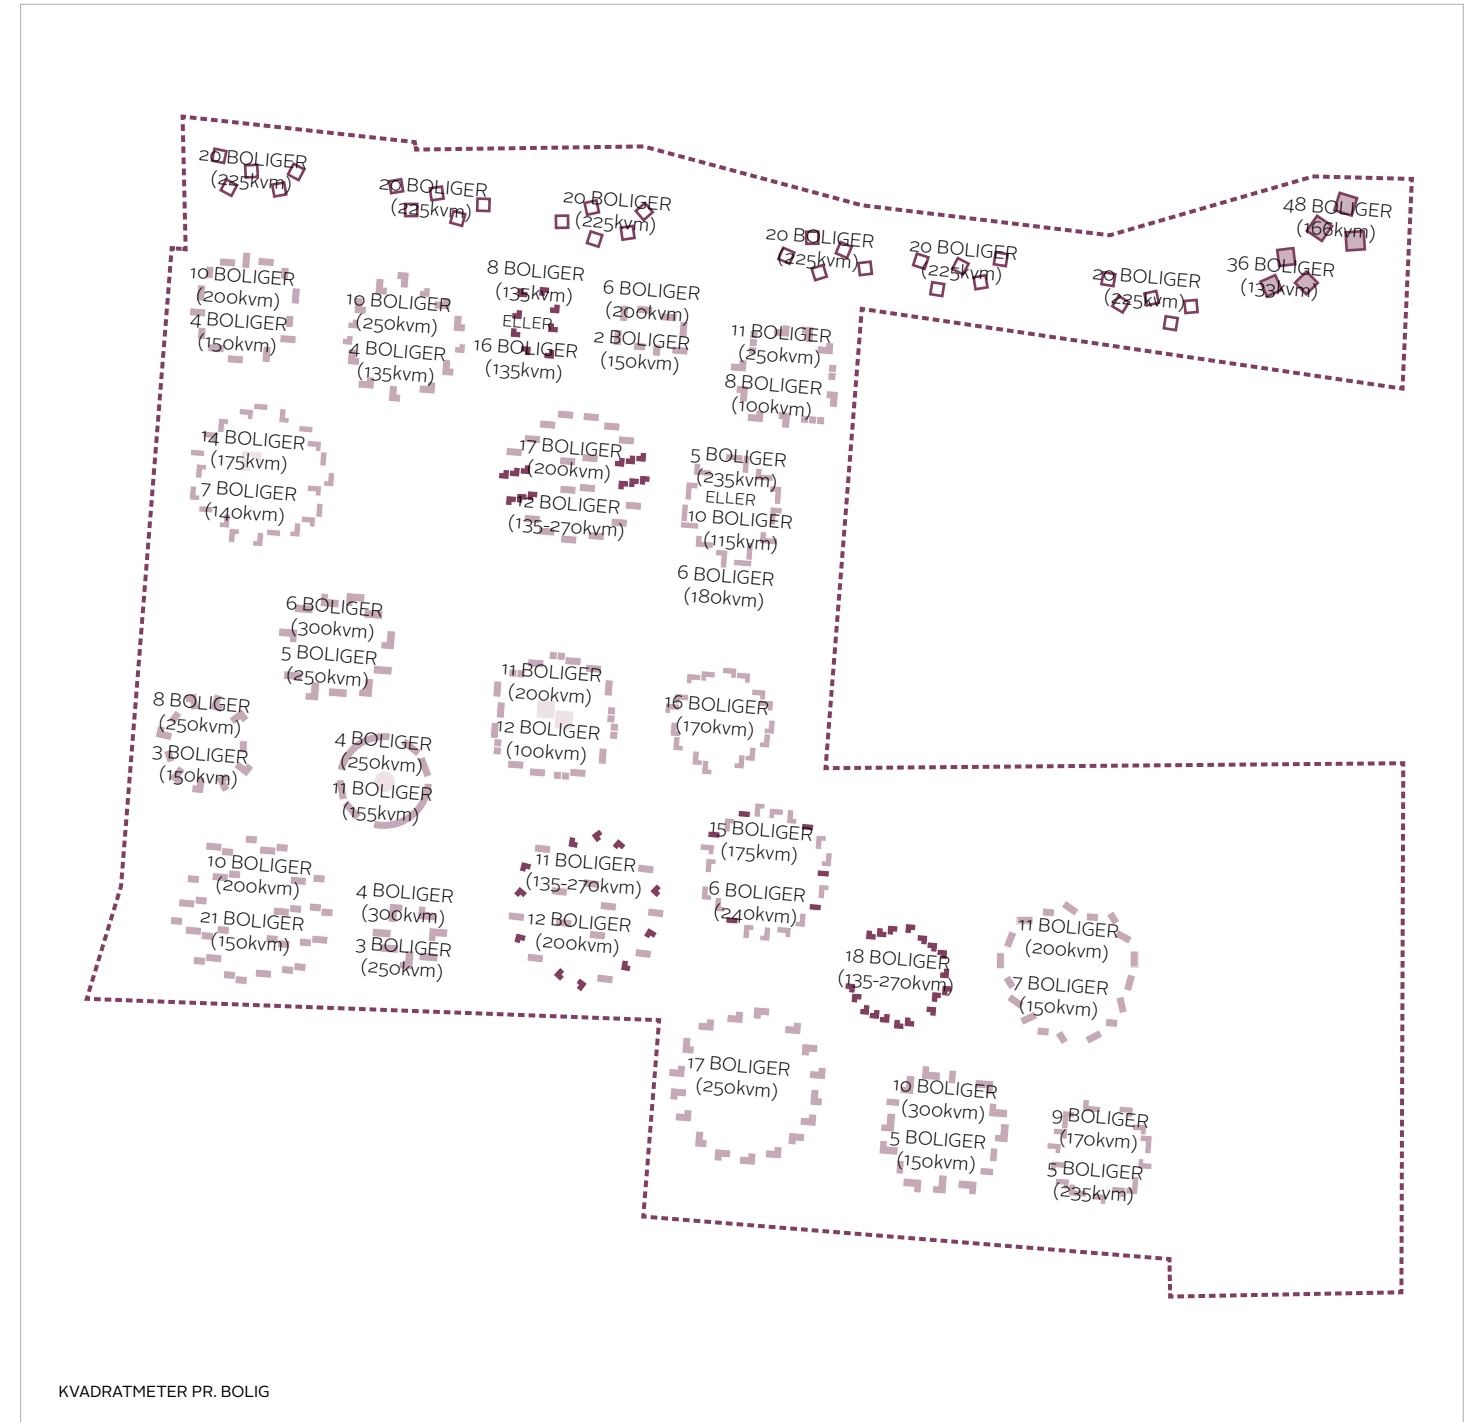 20 BOLIGER
(225kvm)
20 BOLIGER
(225kvm)
20 BOLIGER
(225kvm)
20 BOLIGER
(225kvm)
20 BOLIGER
(225kvm)
20 BOLIGER
(225kvm)
48 BOLIGER
(166kvm)
36 BOLIGER
(133kvm)
10 BOLIGER
(200kvm)
4 BOLIGER
(150kvm)
10 BOLIGER
(250kvm)
4 BOLIGER
(135kvm)
8 BOLIGER
(135kvm)
ELLER
16 BOLIGER
(135kvm)
6 BOLIGER
(200kvm)
2 BOLIGER
(150kvm)
11 BOLIGER
(250kvm)
8 BOLIGER
(100kvm)
14 BOLIGER
(175kvm)
7 BOLIGER
(140kvm)
17 BOLIGER
(200kvm)
12 BOLIGER
(135-270kvm)
5 BOLIGER
(235kvm)
ELLER
10 BOLIGER
(115kvm)
6 BOLIGER
(180kvm)
6 BOLIGER
(300kvm)
5 BOLIGER
(250kvm)
8 BOLIGER
(250kvm)
3 BOLIGER
(150kvm)
4 BOLIGER
(250kvm)
11 BOLIGER
(155kvm)
11 BOLIGER
(200kvm)
12 BOLIGER
(100kvm)
16 BOLIGER
(170kvm)
10 BOLIGER
(200kvm)
21 BOLIGER
(150kvm)
4 BOLIGER
(300kvm)
3 BOLIGER
(250kvm)
11 BOLIGER
(135-270kvm)
12 BOLIGER
(200kvm)
15 BOLIGER
(175kvm)
6 BOLIGER
(240kvm)
18 BOLIGER
(135-270kvm)
11 BOLIGER
(200kvm)
7 BOLIGER
(150kvm)
17 BOLIGER
(250kvm)
10 BOLIGER
(300kvm)
5 BOLIGER
(150kvm)
9 BOLIGER
(170kvm)
5 BOLIGER
(235kvm)
KVADRATMETER PR. BOLIG